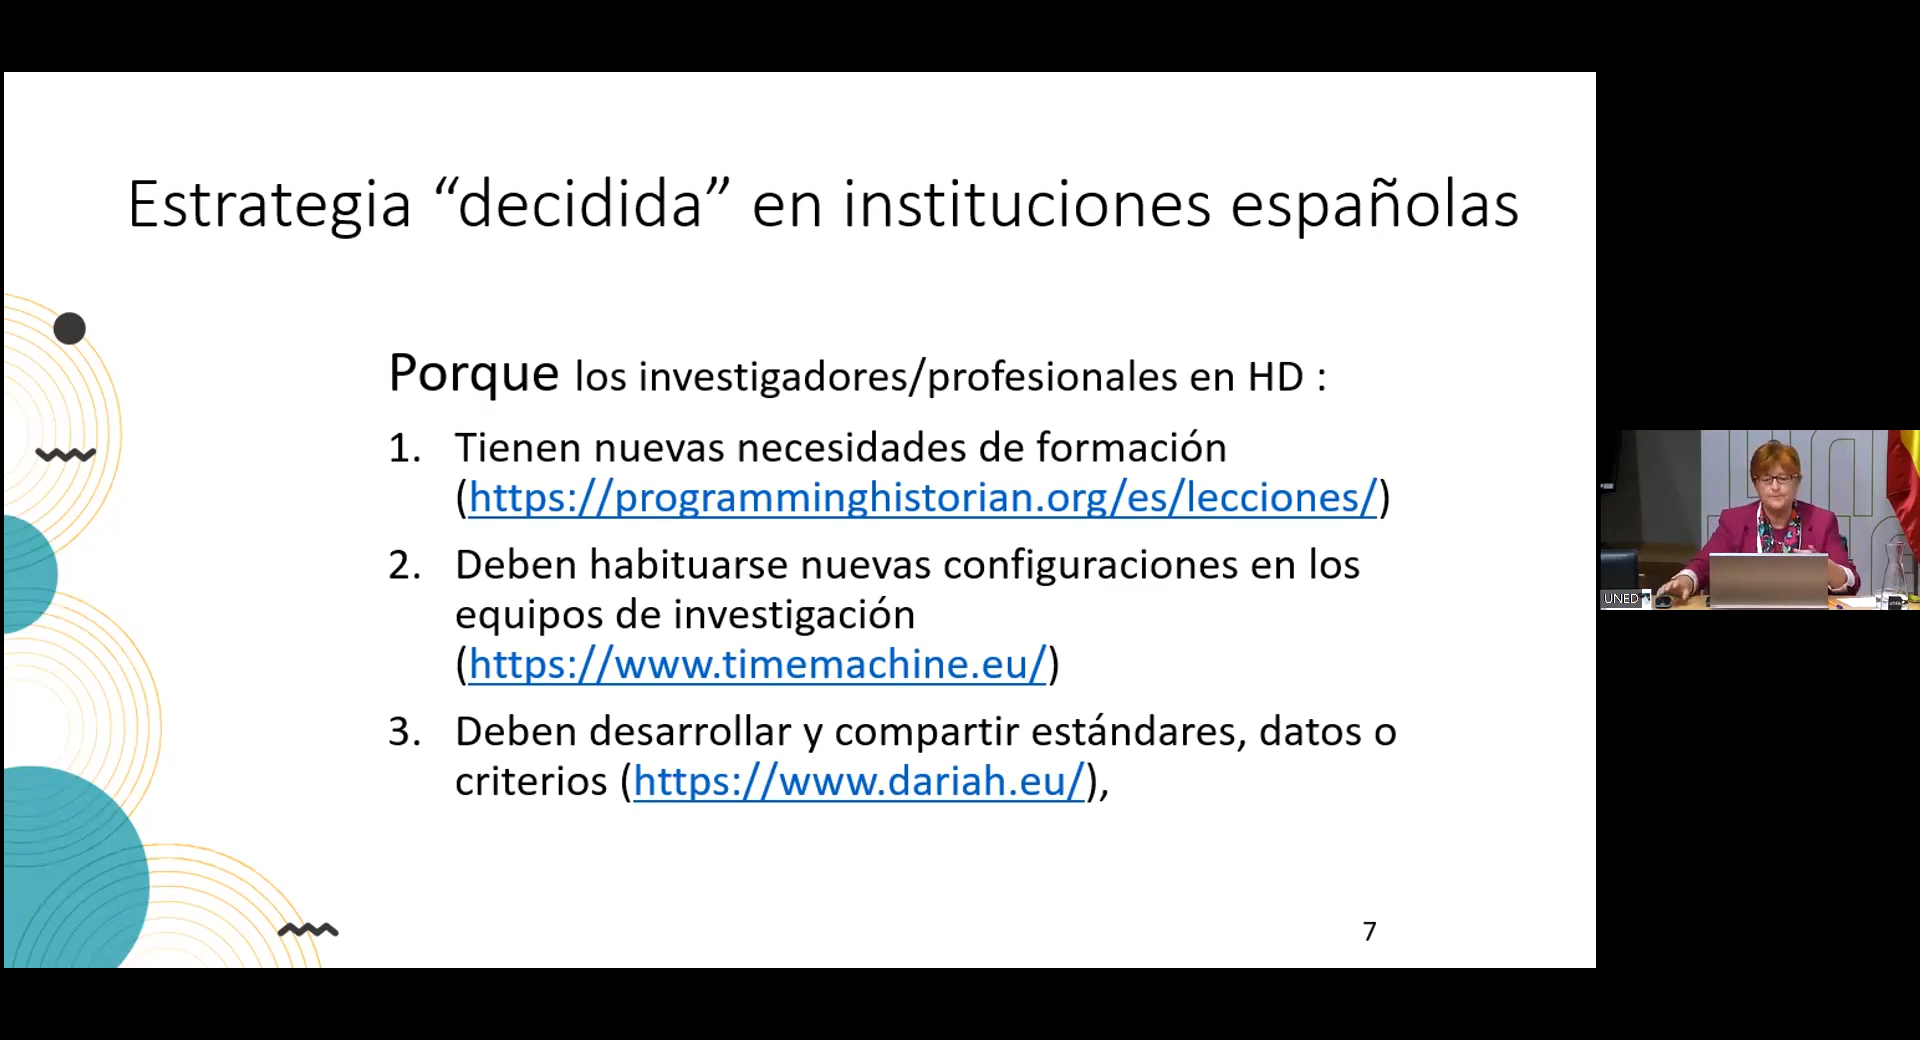 Estrategia “decidida” en instituciones españolas
Porque los investigadores/profesionales en HD :
1. Tienen nuevas necesidades de formación
(https://programminghistorian.org/es/lecciones/)
2. Deben habituarse nuevas configuraciones en los
equipos de investigación
(https://www.timemachine.eu/)
3. Deben desarrollar y compartir estándares, datos o
criterios (https://www.dariah.eu/),
7
UNED